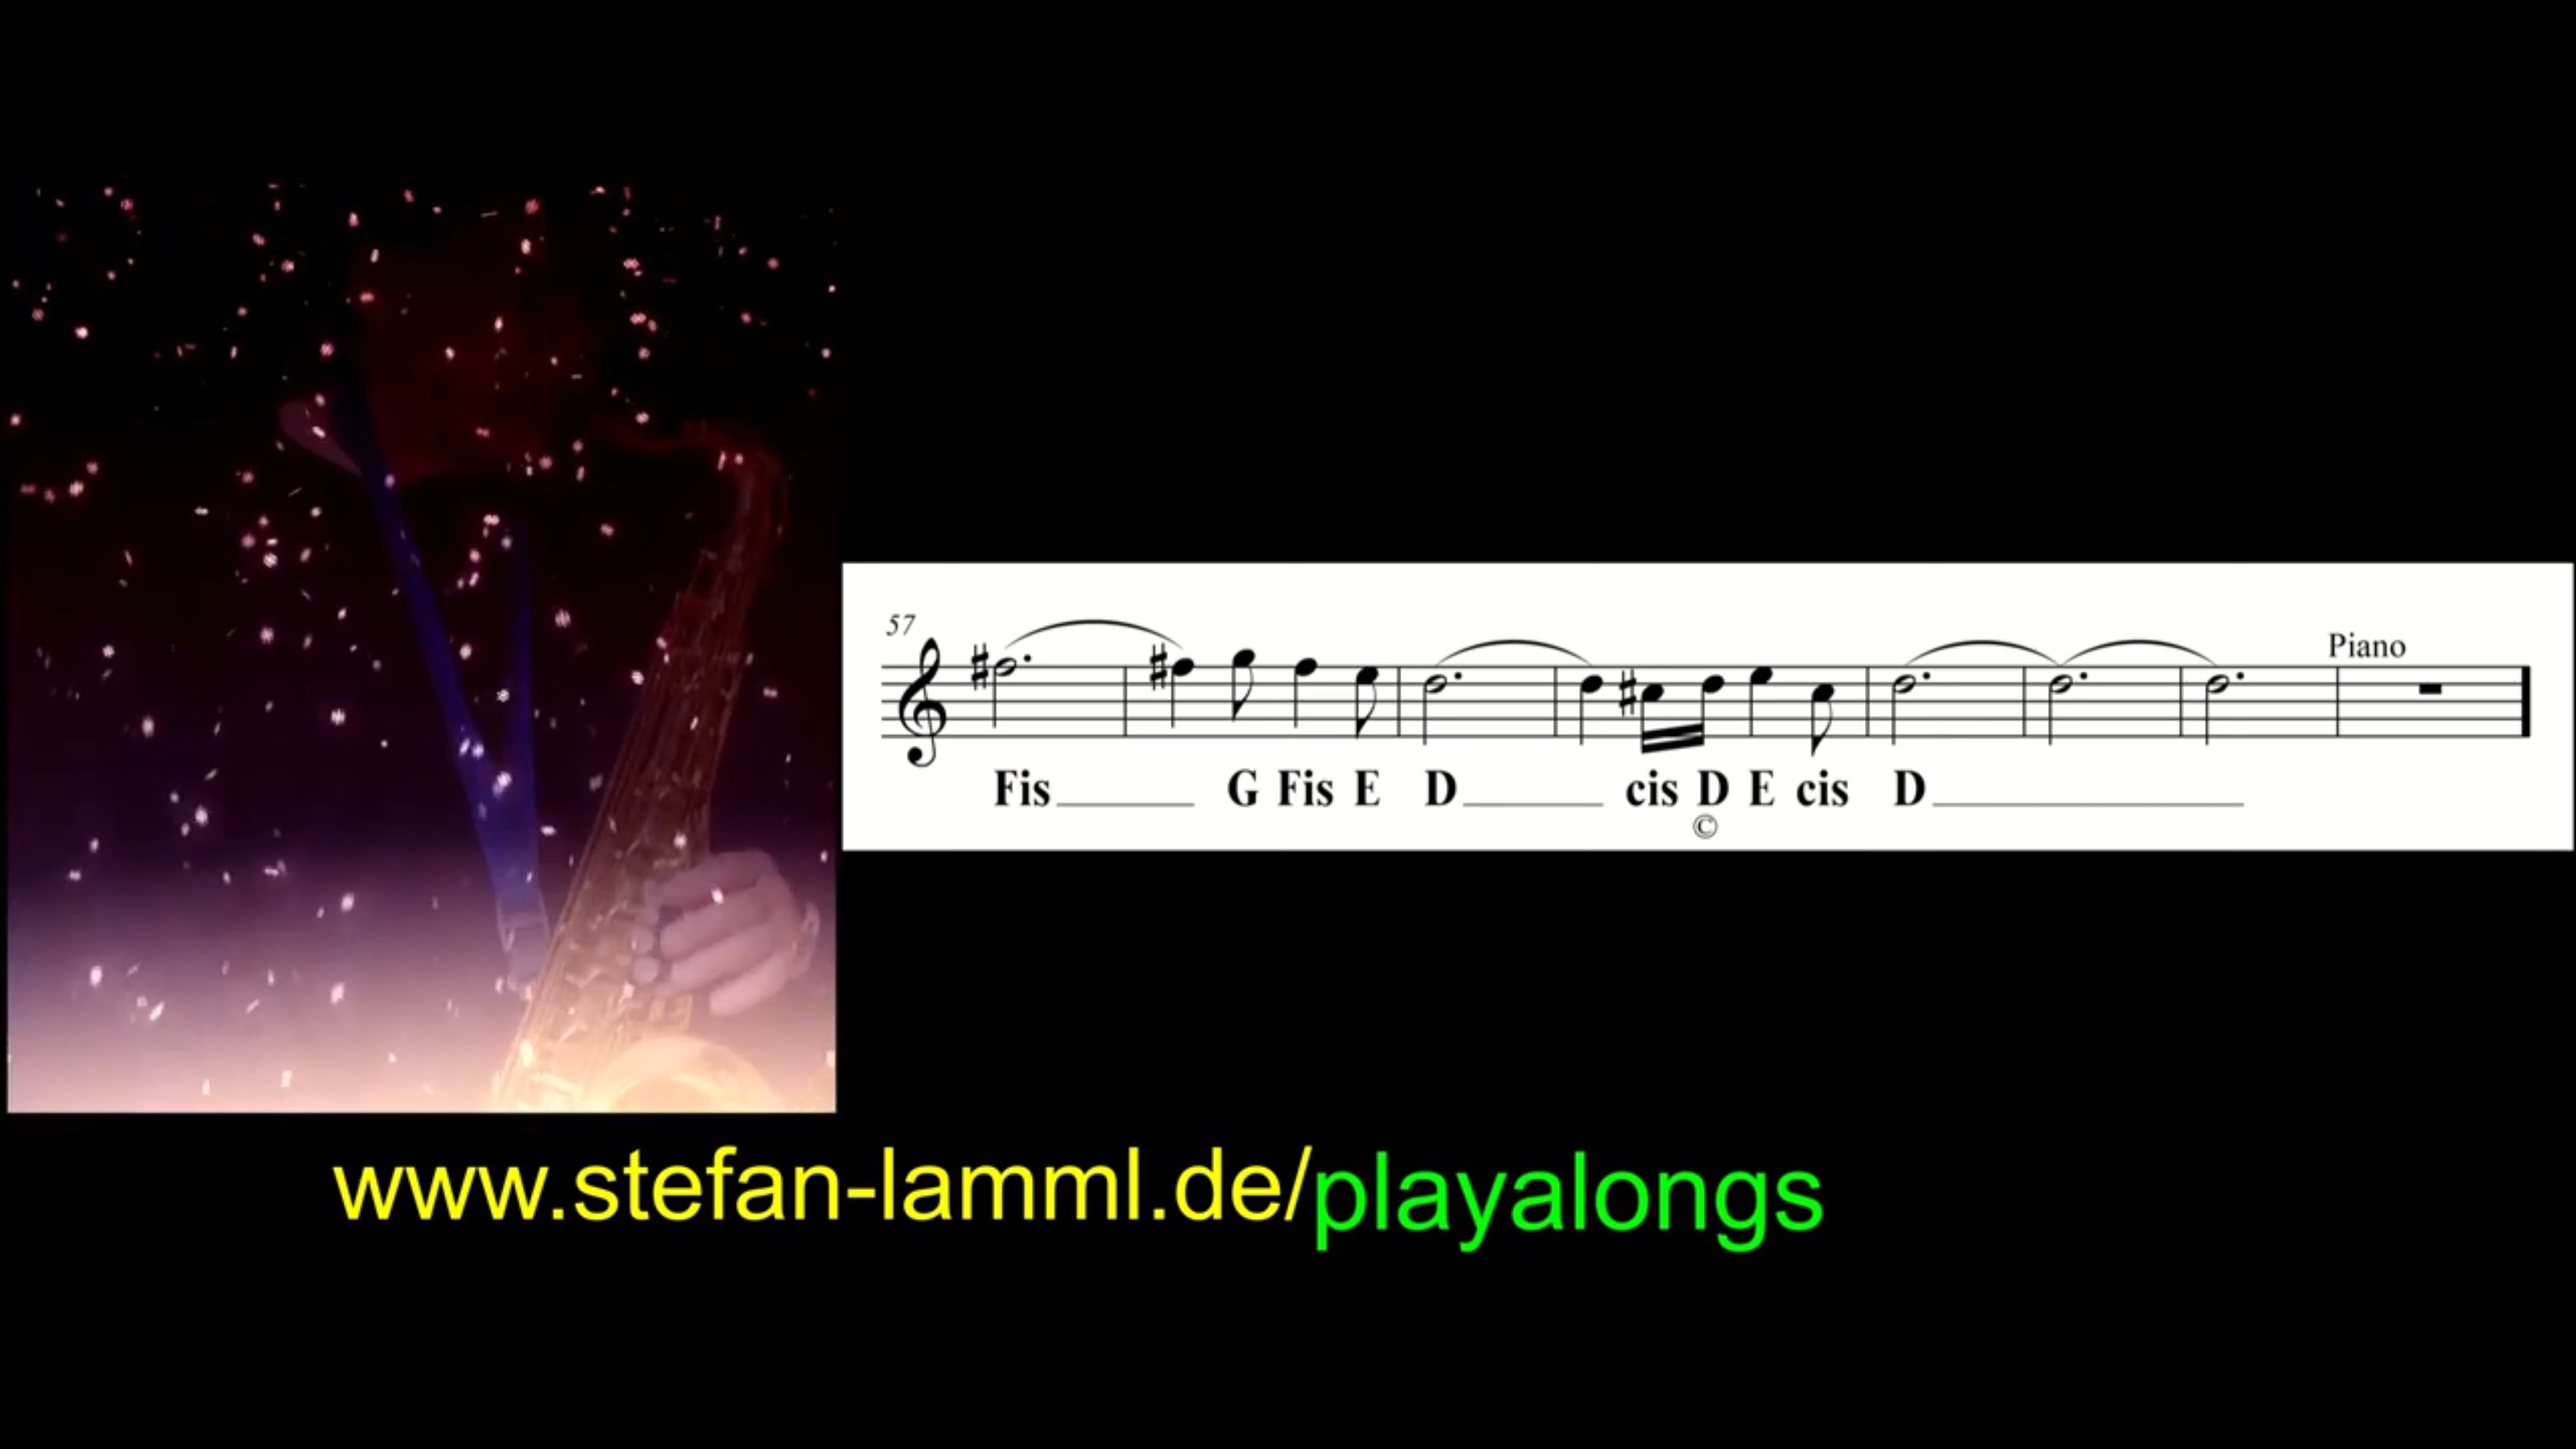 57
Piano
Fis G Fis E D cis D E cis D
©
www.stefan-lamml.de/playalongs